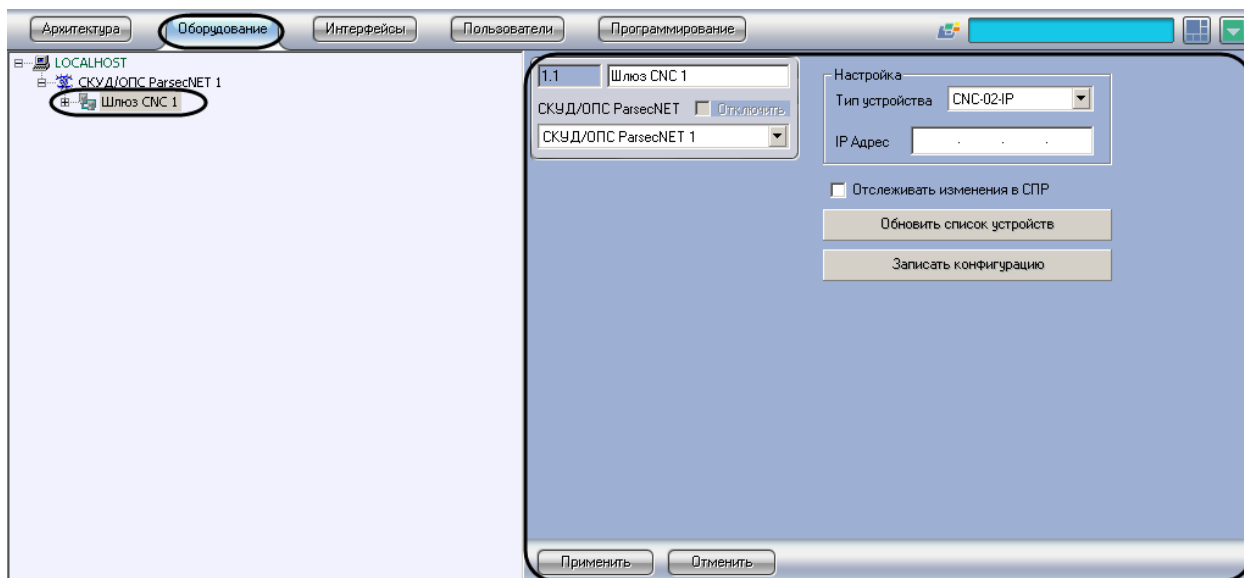 Архитектура Оборудование Интерфейсы Пользователи Программирование
LOCALHOST
СКУД/ОПС ParsecNET 1
Шлюз CNC 1
1.1 Шлюз CNC 1
СКУД/ОПС ParsecNET Отключить
СКУД/ОПС ParsecNET 1
Настройка
Тип устройства CNC-02-IP
IP Адрес . . .
Отслеживать изменения в СПР
Обновить список устройств
Записать конфигурацию
Применить Отменить